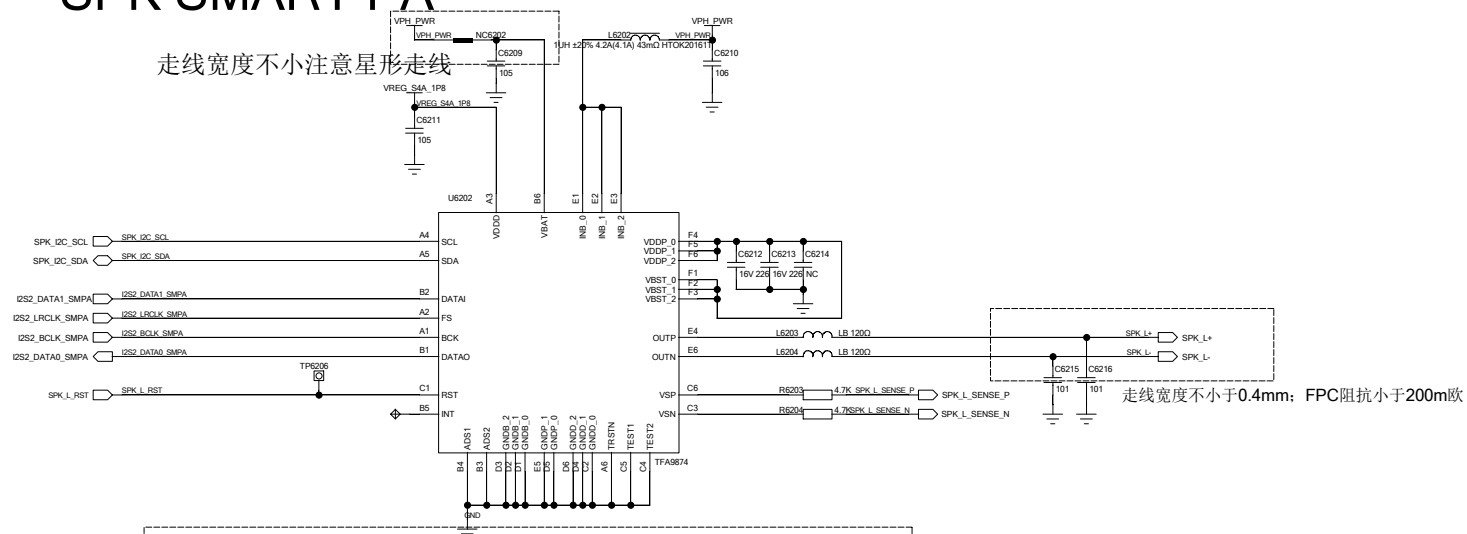 SPK SMART PA
VPH_PWR
VPH_PWR
NC6202
C6209
105
L6202
VPH_PWR
VPH_PWR
1UH ±20% 4.2A(4.1A) 43mΩ HTOK20161T
C6210
106
走线宽度不小注意星形走线
VREG_S4A_1P8
VREG_S4A_1P8
C6211
105
U6202
A3
B6
E1
E2
E3
VDDD
VBAT
INB_0
INB_1
INB_2
SPK_I2C_SCL
SPK_I2C_SCL
A4
SCL
SPK_I2C_SDA
SPK_I2C_SDA
A5
SDA
I2S2_DATA1_SMPA
I2S2_DATA1_SMPA
B2
DATAI
I2S2_LRCLK_SMPA
I2S2_LRCLK_SMPA
A2
FS
I2S2_BCLK_SMPA
I2S2_BCLK_SMPA
A1
BCK
I2S2_DATA0_SMPA
I2S2_DATA0_SMPA
B1
DATAO
TP6206
SPK_L_RST
SPK_L_RST
C1
RST
B5
INT
VDDP_0
F4
VDDP_1
F5
VDDP_2
F6
VBST_0
F1
VBST_1
F2
VBST_2
F3
C6212
C6213
C6214
16V 226
16V 226
NC
OUTP
E4
L6203
LB 120Ω
SPK_L+
SPK_L+
OUTN
E6
L6204
LB 120Ω
SPK_L-
SPK_L-
C6215
C6216
101
101
走线宽度不小于0.4mm；FPC阻抗小于200m欧
VSP
C6
R6203
4.7K
SPK_L_SENSE_P
SPK_L_SENSE_P
VSN
C3
R6204
4.7K
SPK_L_SENSE_N
SPK_L_SENSE_N
ADS1
ADS2
GNDB_2
GNDB_1
GNDB_0
GNDP_1
GNDP_0
GNDD_2
GNDD_1
GNDD_0
TRSTN
TEST1
TEST2
TFA9874
B4
B3
D3
D2
D1
E5
D5
D6
D4
C2
A6
C5
C4
GND